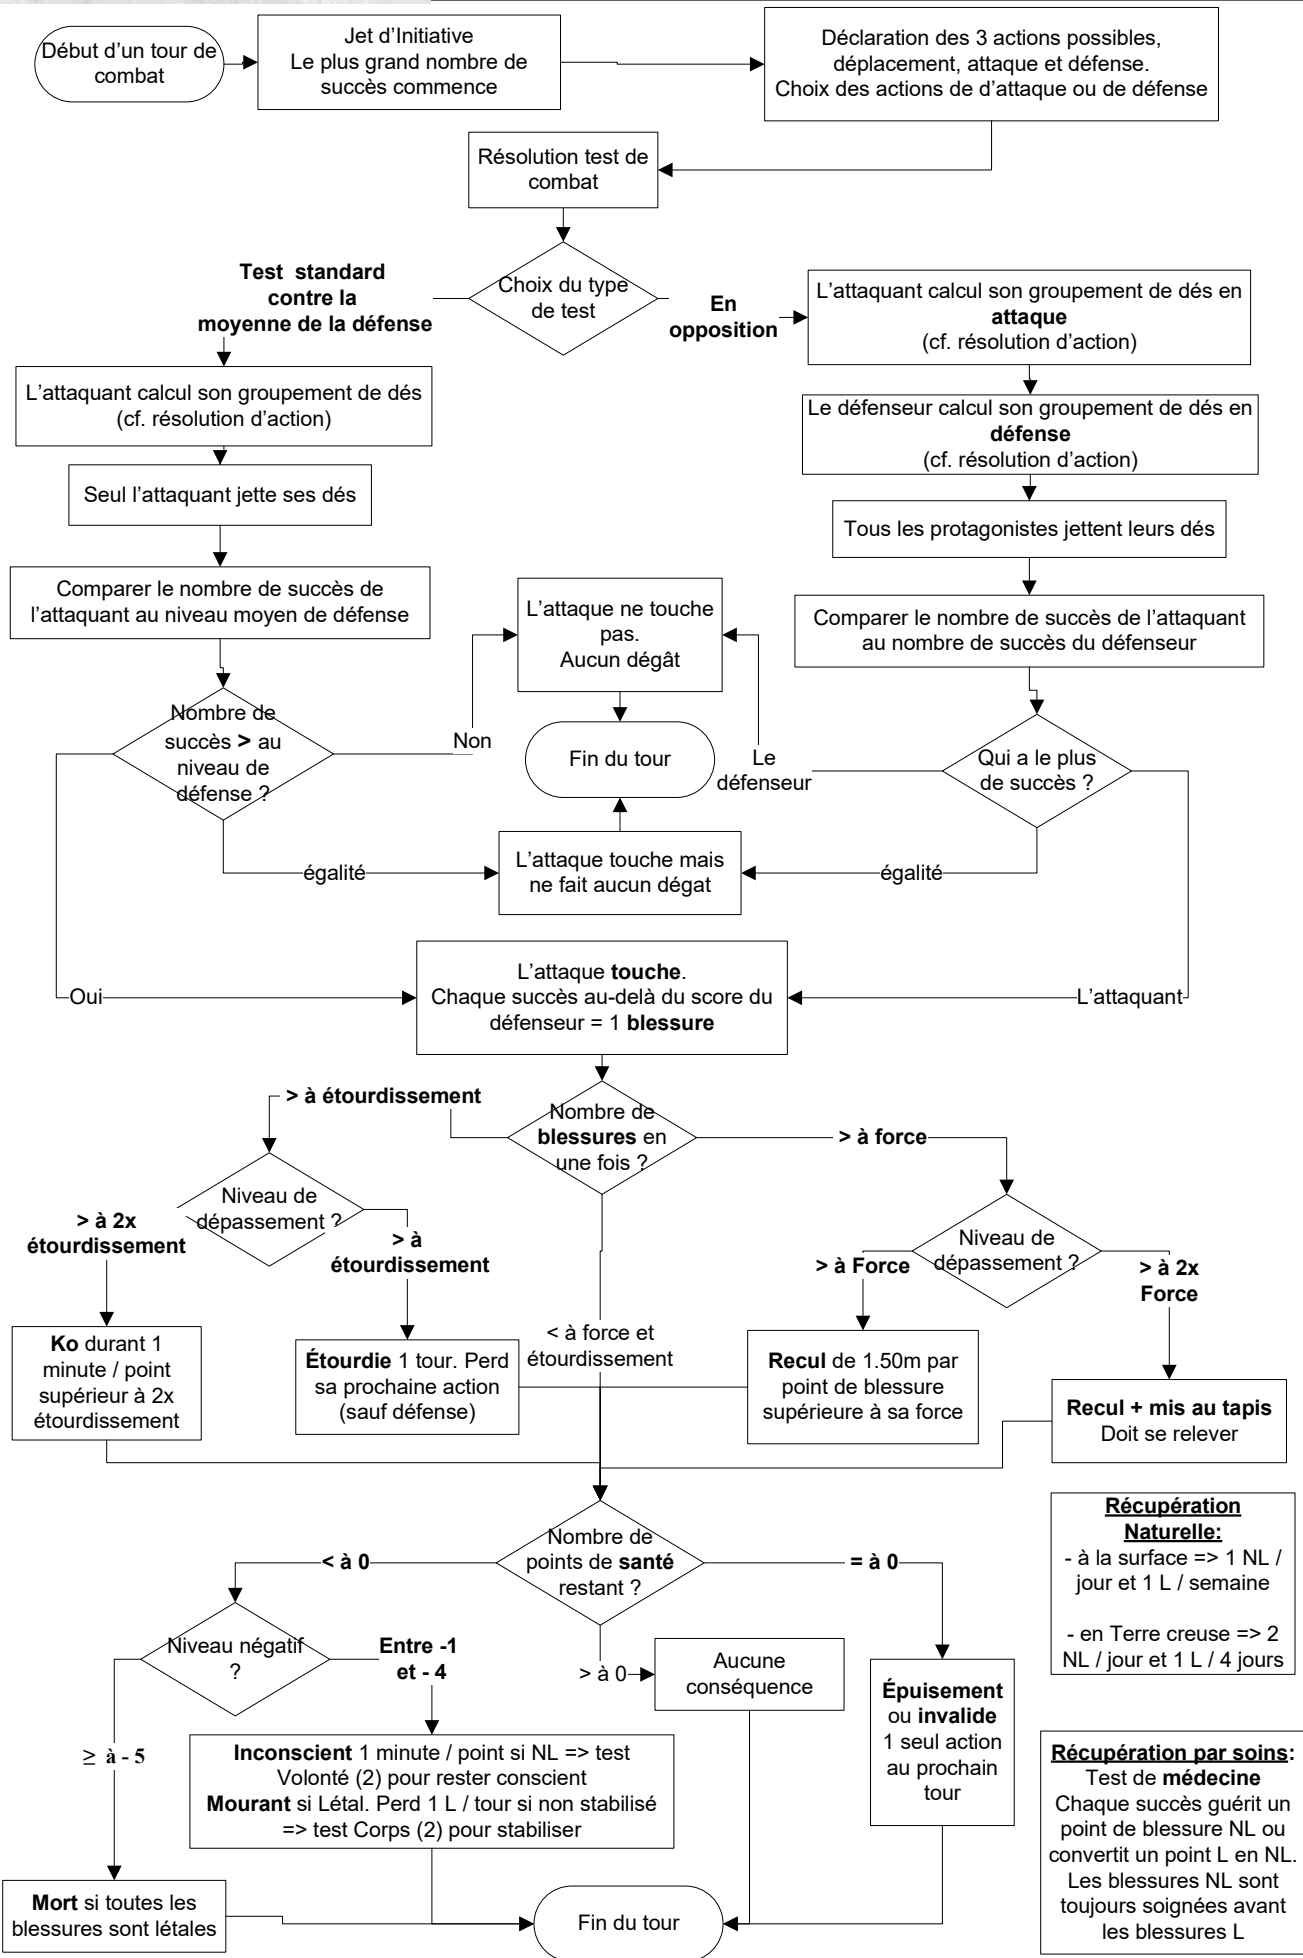 Début d'un tour de
combat
Jet d'Initiative
Le plus grand nombre de
succès commence
Déclaration des 3 actions possibles,
déplacement, attaque et défense.
Choix des actions de d'attaque ou de défense
Résolution test de
combat
Choix du type
de test
Test standard
contre la
moyenne de la défense
En
opposition
L'attaquant calcul son groupement de dés
(cf. résolution d'action)
Seul l'attaquant jette ses dés
Comparer le nombre de succès de
l'attaquant au niveau moyen de défense
L'attaquant calcul son groupement de dés en
attaque
(cf. résolution d'action)
Le défenseur calcul son groupement de dés en
défense
(cf. résolution d'action)
Tous les protagonistes jettent leurs dés
Comparer le nombre de succès de l'attaquant
au nombre de succès du défenseur
L'attaque ne touche
pas.
Aucun dégât
Nombre de
succès > au
niveau de
défense ?
Non
Fin du tour
Le
défenseur
Qui a le plus
de succès ?
égalité
L'attaque touche mais
ne fait aucun dégat
égalité
Oui
L'attaque touche.
Chaque succès au-delà du score du
défenseur = 1 blessure
L'attaquant
> à étourdissement
Nombre de
blessures en
une fois ?
> à force
Niveau de
dépassement ?
> à 2x
étourdissement
> à
étourdissement
Niveau de
dépassement ?
> à Force
> à 2x
Force
Ko durant 1
minute / point
supérieur à 2x
étourdissement
Étourdie 1 tour. Perd
sa prochaine action
(sauf défense)
< à force et
étourdissement
Recul de 1.50m par
point de blessure
supérieure à sa force
Recul + mis au tapis
Doit se relever
Nombre de
points de santé
restant ?
< à 0
= à 0
> à 0
Niveau négatif
?
Entre -1
et - 4
≥ à - 5
Aucune
conséquence
Épuisement
ou invalide
1 seul action
au prochain
tour
Inconscient 1 minute / point si NL => test
Volonté (2) pour rester conscient
Mourant si Létal. Perd 1 L / tour si non stabilisé
=> test Corps (2) pour stabiliser
Mort si toutes les
blessures sont létales
Fin du tour
Récupération
Naturelle:
- à la surface => 1 NL /
jour et 1 L / semaine
- en Terre creuse => 2
NL / jour et 1 L / 4 jours
Récupération par soins:
Test de médecine
Chaque succès guérit un
point de blessure NL ou
convertit un point L en NL.
Les blessures NL sont
toujours soignées avant
les blessures L